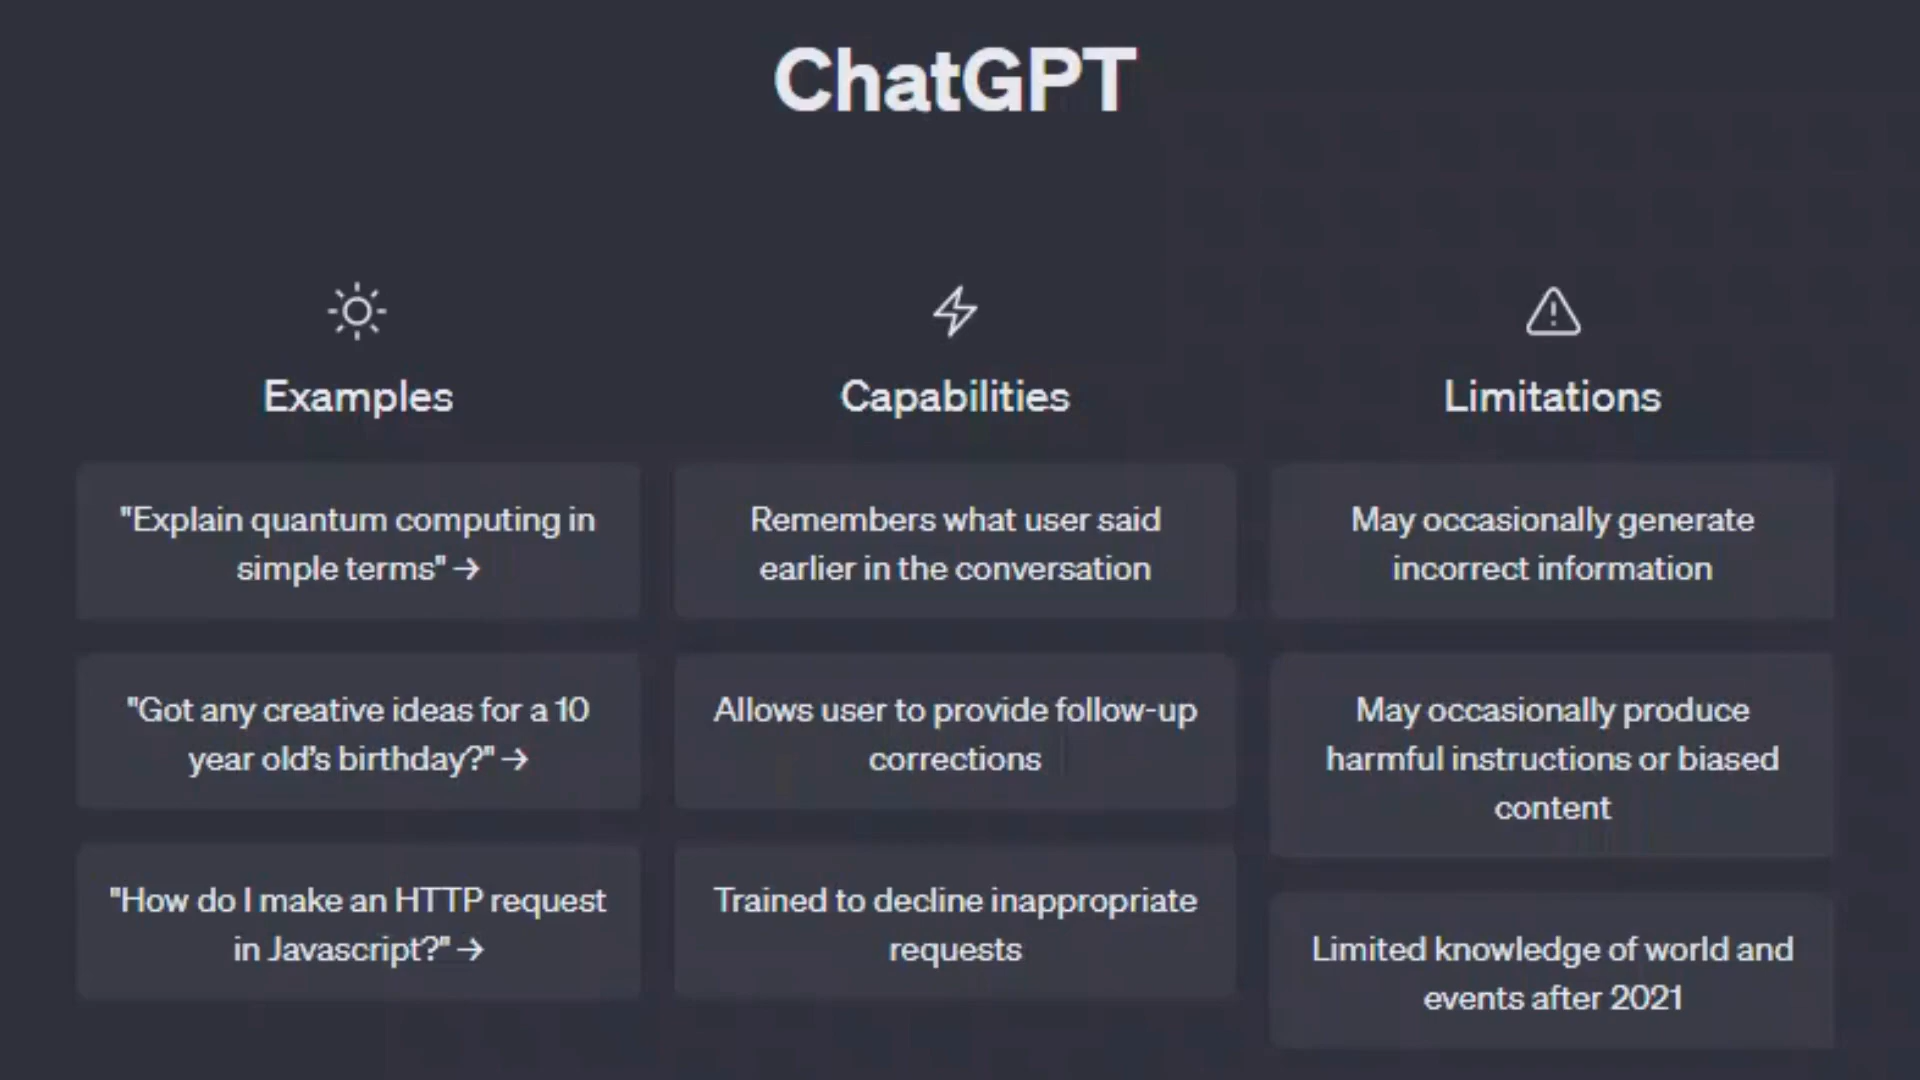 ChatGPT
Examples
"Explain quantum computing in
simple terms" →
"Got any creative ideas for a 10
year old's birthday?" →
"How do I make an HTTP request
in Javascript?" →
Capabilities
Remembers what user said
earlier in the conversation
Allows user to provide follow-up
corrections
Trained to decline inappropriate
requests
Limitations
May occasionally generate
incorrect information
May occasionally produce
harmful instructions or biased
content
Limited knowledge of world and
events after 2021